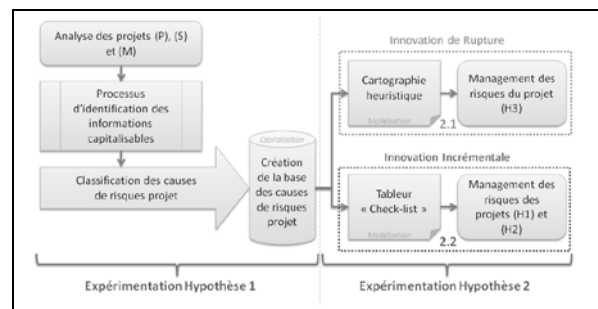 Analyse des projets (P), (S)
et (M)
Processus
d'identification des
informations
capitalisables
Classification des causes
de risques projet
Capitalisation
Création
de la base
des causes
de risques
projet
Expérimentation Hypothèse 1
Innovation de Rupture
Cartographie
heuristique
Modélisation
2.1
Management des
risques du projet
(H3)
Innovation Incrémentale
Tableur
« Check-list »
Modélisation
2.2
Management des
risques des
projets (H1) et
(H2)
Expérimentation Hypothèse 2